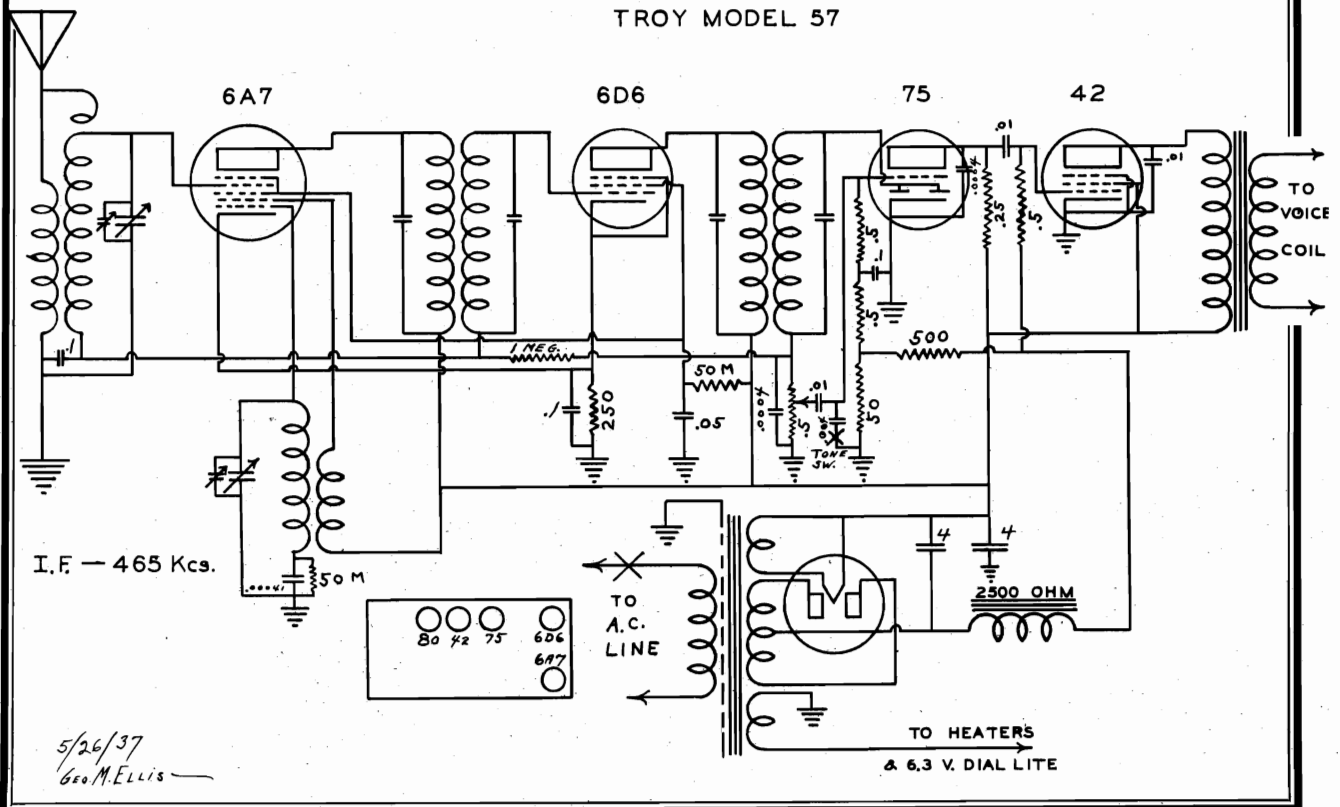 TROY MODEL 57
6A7
6D6
75
42
.01
.0004
.25
.5
.01
TO
VOICE
COIL
.5
.1
.5
.1
1 MEG.
500
50 M
.1
250
.05
.0004
.5
.01
50
TONE
SW.
I.F. — 465 Kcs.
50 M
4
4
2500 OHM
TO
A.C.
LINE
80 42 75 6D6
6A7
TO HEATERS
& 6.3 V. DIAL LITE
5/26/37
GEO. M. ELLIS